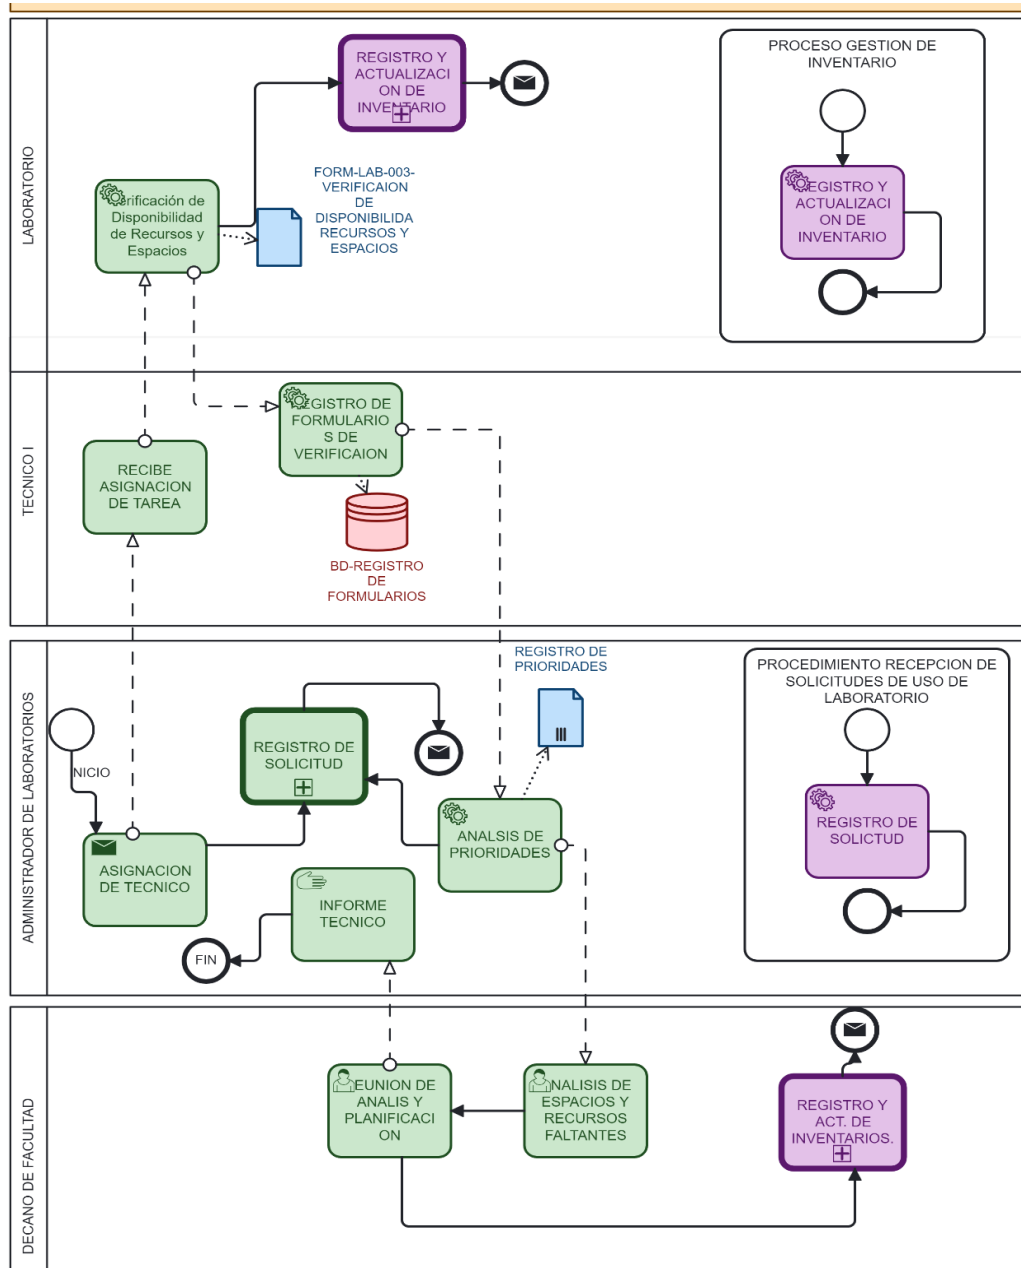 LABORATORIO
REGISTRO Y
ACTUALIZACI
ON DE
INVENTARIO
PROCESO GESTION DE
INVENTARIO
FORM-LAB-003-
VERIFICAION
DE
DISPONIBILIDA
RECURSOS Y
ESPACIOS
erificación de
Disponibilidad
de Recursos y
Espacios
EGISTRO Y
ACTUALIZACI
ON DE
INVENTARIO
TECNICO I
EGISTRO DE
FORMULARIO
S DE
VERIFICAION
RECIBE
ASIGNACION
DE TAREA
BD-REGISTRO
DE
FORMULARIOS
ADMINISTRADOR DE LABORATORIOS
REGISTRO DE
PRIORIDADES
PROCEDIMIENTO RECEPCION DE
SOLICITUDES DE USO DE
LABORATORIO
NICIO
REGISTRO DE
SOLICITUD
ASIGNACION
DE TECNICO
ANALSIS DE
PRIORIDADES
REGISTRO DE
SOLICTUD
INFORME
TECNICO
FIN
DECANO DE FACULTAD
EUNION DE
ANALIS Y
PLANIFICACI
ON
NALISIS DE
ESPACIOS Y
RECURSOS
FALTANTES
REGISTRO Y
ACT. DE
INVENTARIOS.